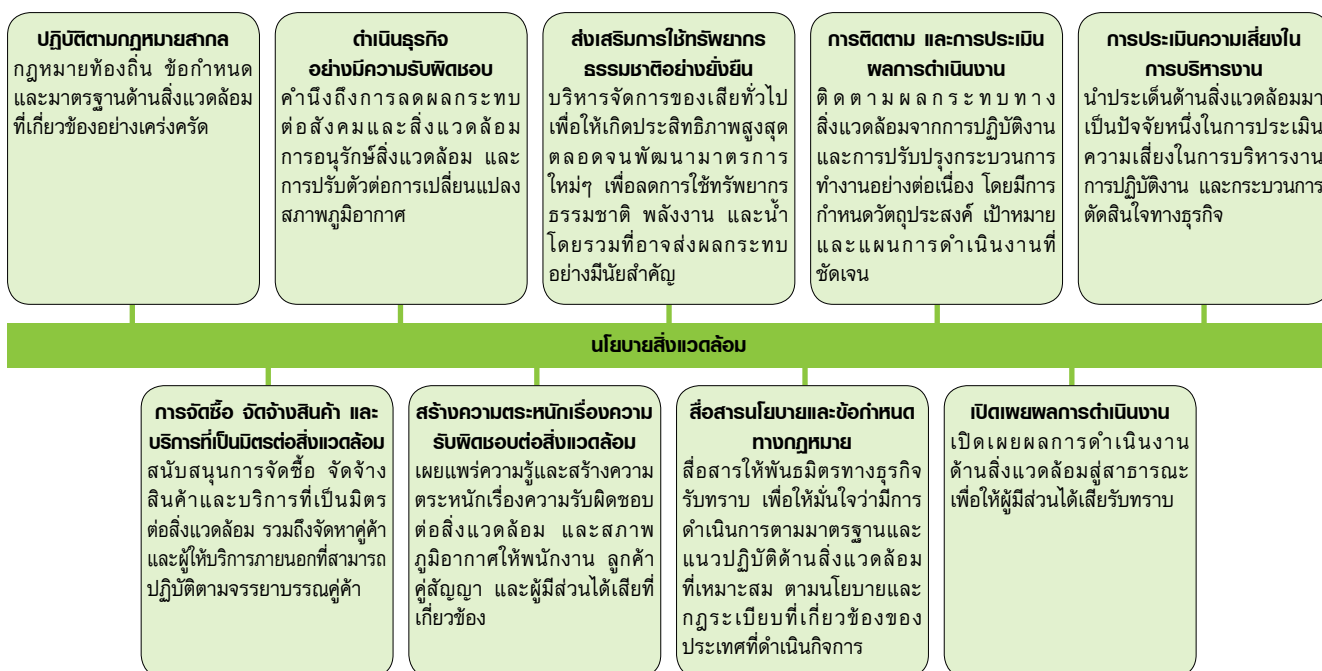 ปฏิบัติตามกฎหมายสากล
กฎหมายท้องถิ่น ข้อกำหนด
และมาตรฐานด้านสิ่งแวดล้อม
ที่เกี่ยวข้องอย่างเคร่งครัด
ดำเนินธุรกิจ
อย่างมีความรับผิดชอบ
คำนึงถึงการลดผลกระทบ
ต่อสังคมและสิ่งแวดล้อม
การอนุรักษ์สิ่งแวดล้อม และ
การปรับตัวต่อการเปลี่ยนแปลง
สภาพภูมิอากาศ
ส่งเสริมการใช้ทรัพยากร
ธรรมชาติอย่างยั่งยืน
บริหารจัดการของเสียทั่วไป
เพื่อให้เกิดประสิทธิภาพสูงสุด
ตลอดจนพัฒนามาตรการ
ใหม่ๆ เพื่อลดการใช้ทรัพยากร
ธรรมชาติ พลังงาน และน้ำ
โดยรวมที่อาจส่งผลกระทบ
อย่างมีนัยสำคัญ
การติดตาม และการประเมิน
ผลการดำเนินงาน
ติดตามผลกระทบทาง
สิ่งแวดล้อมจากการปฏิบัติงาน
และการปรับปรุงกระบวนการ
ทำงานอย่างต่อเนื่อง โดยมีการ
กำหนดวัตถุประสงค์ เป้าหมาย
และแผนการดำเนินงานที่
ชัดเจน
การประเมินความเสี่ยงใน
การบริหารงาน
นำประเด็นด้านสิ่งแวดล้อมมา
เป็นปัจจัยหนึ่งในการประเมิน
ความเสี่ยงในการบริหารงาน
การปฏิบัติงาน และกระบวนการ
ตัดสินใจทางธุรกิจ
นโยบายสิ่งแวดล้อม
การจัดซื้อ จัดจ้างสินค้า และ
บริการที่เป็นมิตรต่อสิ่งแวดล้อม
สนับสนุนการจัดซื้อ จัดจ้าง
สินค้าและบริการที่เป็นมิตร
ต่อสิ่งแวดล้อม รวมถึงจัดหาคู่ค้า
และผู้ให้บริการภายนอกที่สามารถ
ปฏิบัติตามจรรยาบรรณคู่ค้า
สร้างความตระหนักเรื่องความ
รับผิดชอบต่อสิ่งแวดล้อม
เผยแพร่ความรู้และสร้างความ
ตระหนักเรื่องความรับผิดชอบ
ต่อสิ่งแวดล้อม และสภาพ
ภูมิอากาศให้พนักงาน ลูกค้า
คู่สัญญา และผู้มีส่วนได้เสียที่
เกี่ยวข้อง
สื่อสารนโยบายและข้อกำหนด
ทางกฎหมาย
สื่อสารให้พันธมิตรทางธุรกิจ
รับทราบ เพื่อให้มั่นใจว่ามีการ
ดำเนินการตามมาตรฐานและ
แนวปฏิบัติด้านสิ่งแวดล้อม
ที่เหมาะสม ตามนโยบายและ
กฎระเบียบที่เกี่ยวข้องของ
ประเทศที่ดำเนินกิจการ
เปิดเผยผลการดำเนินงาน
เปิดเผยผลการดำเนินงาน
ด้านสิ่งแวดล้อมสู่สาธารณะ
เพื่อให้ผู้มีส่วนได้เสียรับทราบ